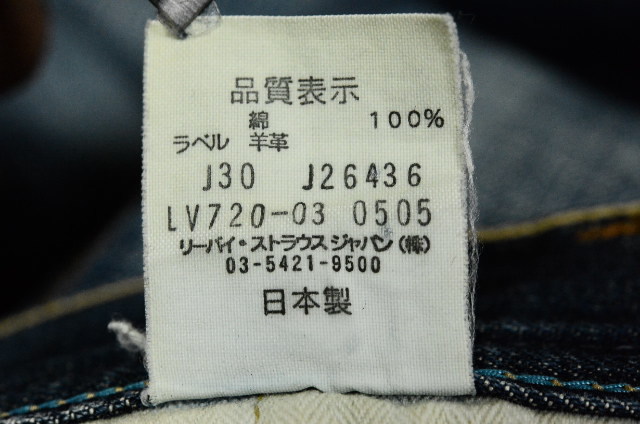 品質表示
綿 100%
ラベル 羊革
J30 J26436
LV720-03 0505
リーバイ・ストラウスジャパン(株)
03-5421-9500
日本製